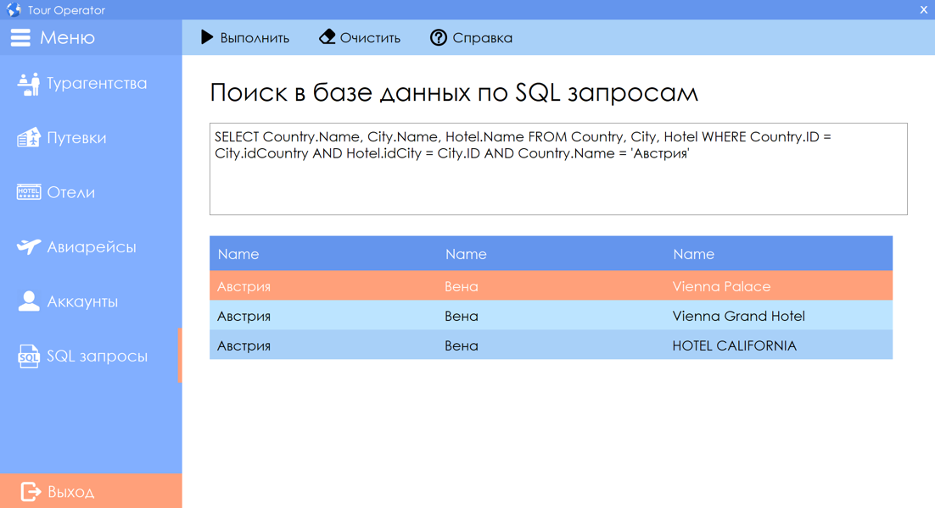 Tour Operator
X
Меню
Выполнить
Очистить
Справка
Турагентства
Путевки
HOTEL
Отели
Авиарейсы
Аккаунты
SQL
SQL запросы
Выход
Поиск в базе данных по SQL запросам
SELECT Country.Name, City.Name, Hotel.Name FROM Country, City, Hotel WHERE Country.ID =
City.idCountry AND Hotel.idCity = City.ID AND Country.Name = 'Австрия'
Name Name Name
Австрия Вена Vienna Palace
Австрия Вена Vienna Grand Hotel
Австрия Вена HOTEL CALIFORNIA